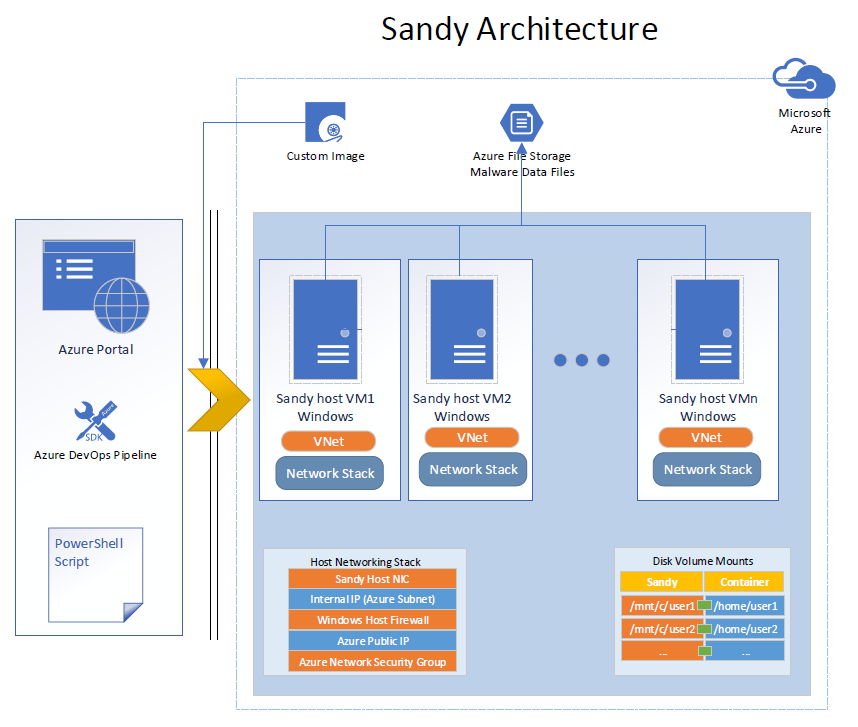 Sandy Architecture
Microsoft
Azure
Custom Image
Azure File Storage
Malware Data Files
Azure Portal
Azure
SDK
Azure DevOps Pipeline
PowerShell
Script
Sandy host VM1
Windows
VNet
Network Stack
Sandy host VM2
Windows
VNet
Network Stack
Sandy host VMn
Windows
VNet
Network Stack
Host Networking Stack
Sandy Host NIC
Internal IP (Azure Subnet)
Windows Host Firewall
Azure Public IP
Azure Network Security Group
Disk Volume Mounts
Sandy Container
/mnt/c/user1 /home/user1
/mnt/c/user2 /home/user2
... ...